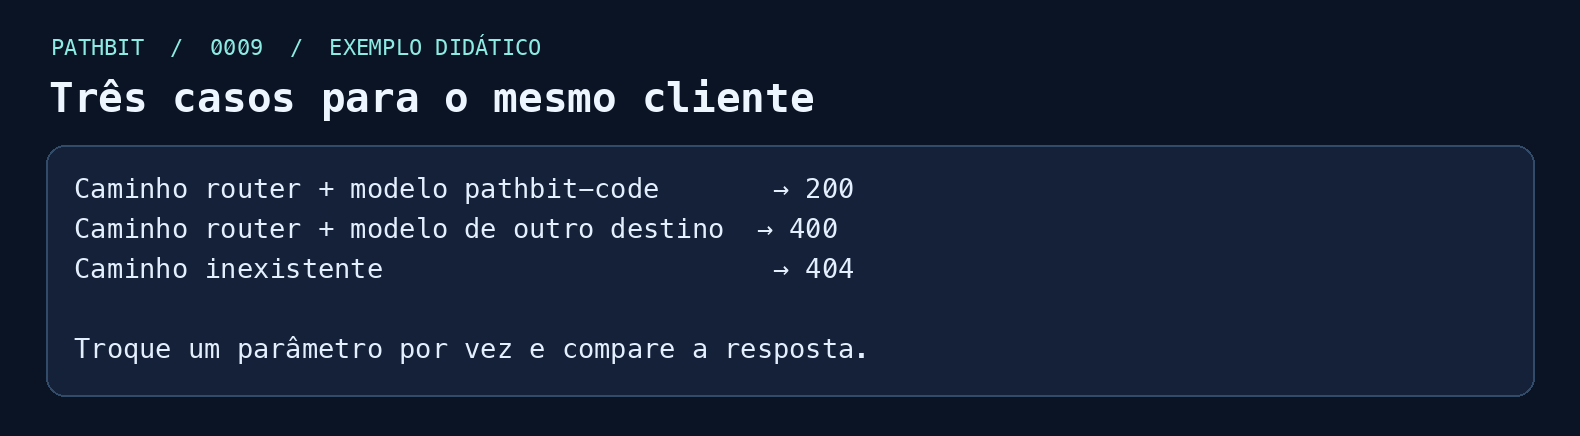 PATHBIT / 0009 / EXEMPLO DIDÁTICO
Três casos para o mesmo cliente
Caminho router + modelo pathbit−code → 200
Caminho router + modelo de outro destino → 400
Caminho inexistente → 404
Troque um parâmetro por vez e compare a resposta.